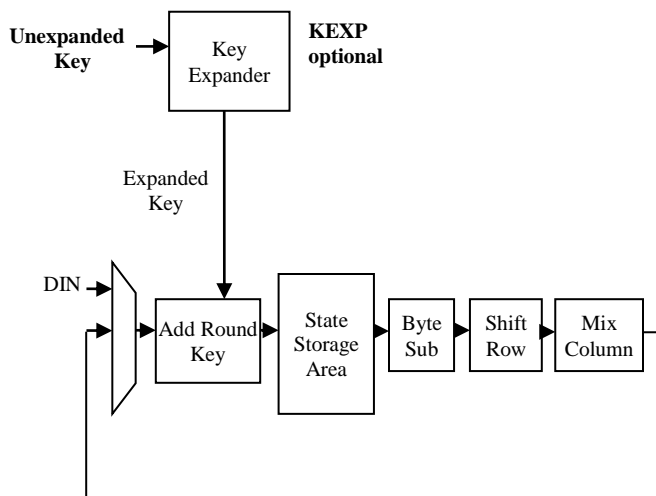 Unexpanded
Key
Key
Expander
KEXP
optional
Expanded
Key
DIN
Add Round
Key
State
Storage
Area
Byte
Sub
Shift
Row
Mix
Column